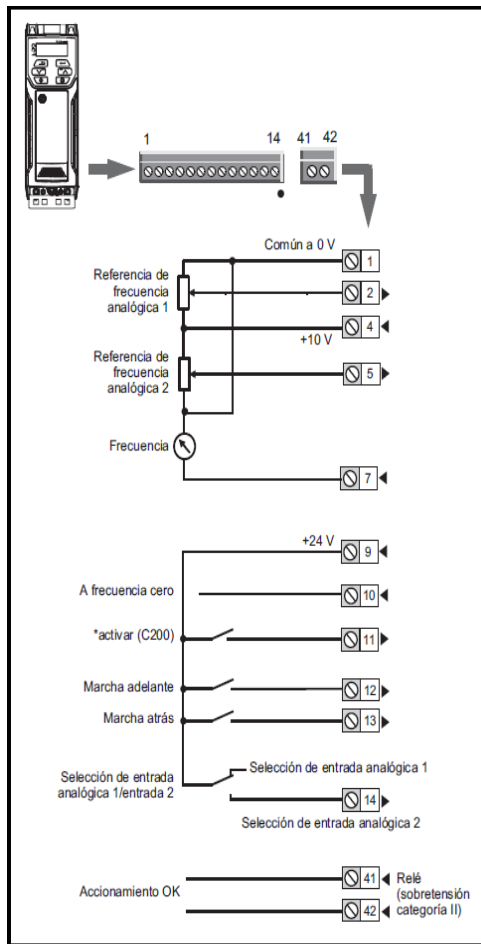 1 14 41 42
Común a 0 V
1
Referencia de
frecuencia
analógica 1
2
4
+10 V
Referencia de
frecuencia
analógica 2
5
Frecuencia
7
+24 V
9
A frecuencia cero
10
*activar (C200)
11
Marcha adelante
12
Marcha atrás
13
Selección de entrada
analógica 1/entrada 2
Selección de entrada analógica 1
14
Selección de entrada analógica 2
Accionamiento OK
41
42
Relé
(sobretensión
categoría II)